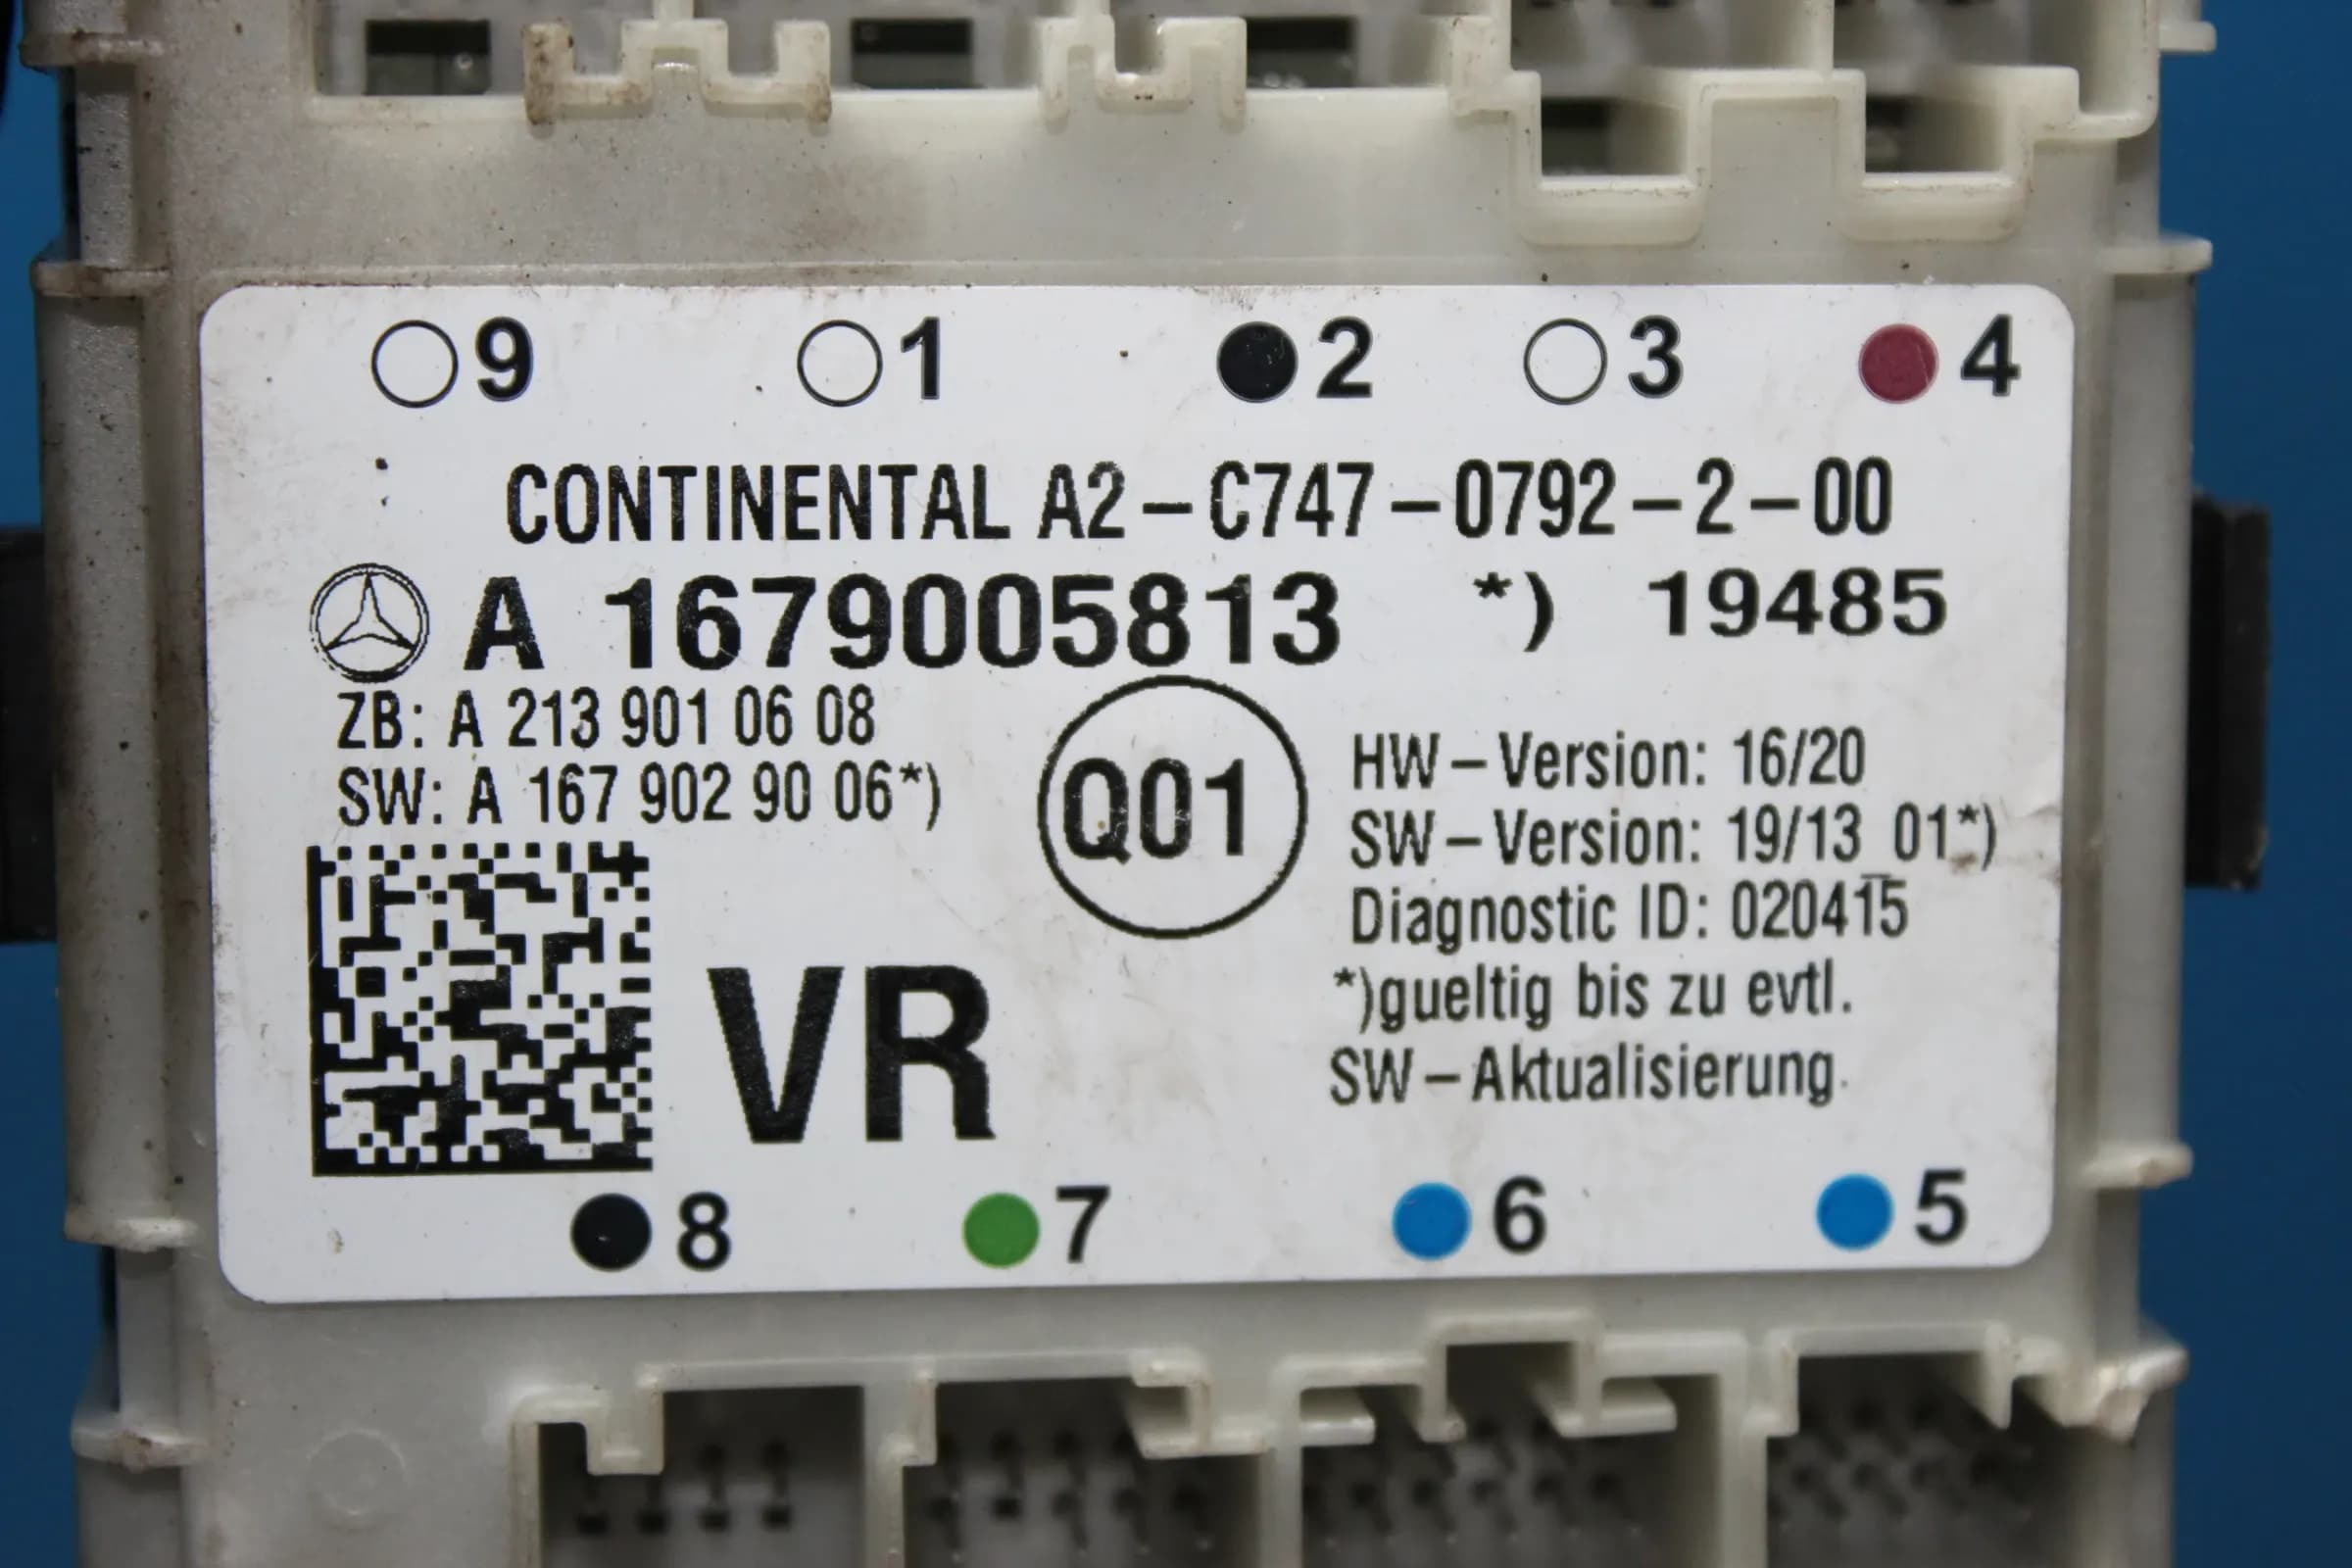 9 1 2 3 4
CONTINENTAL A2-C747-0792-2-00
A 1679005813 *) 19485
ZB: A 213 901 06 08
SW: A 167 902 90 06*)
Q01
HW-Version: 16/20
SW-Version: 19/13_01*)
Diagnostic ID: 020415
*)gueltig bis zu evtl.
SW-Aktualisierung.
VR
8 7 6 5